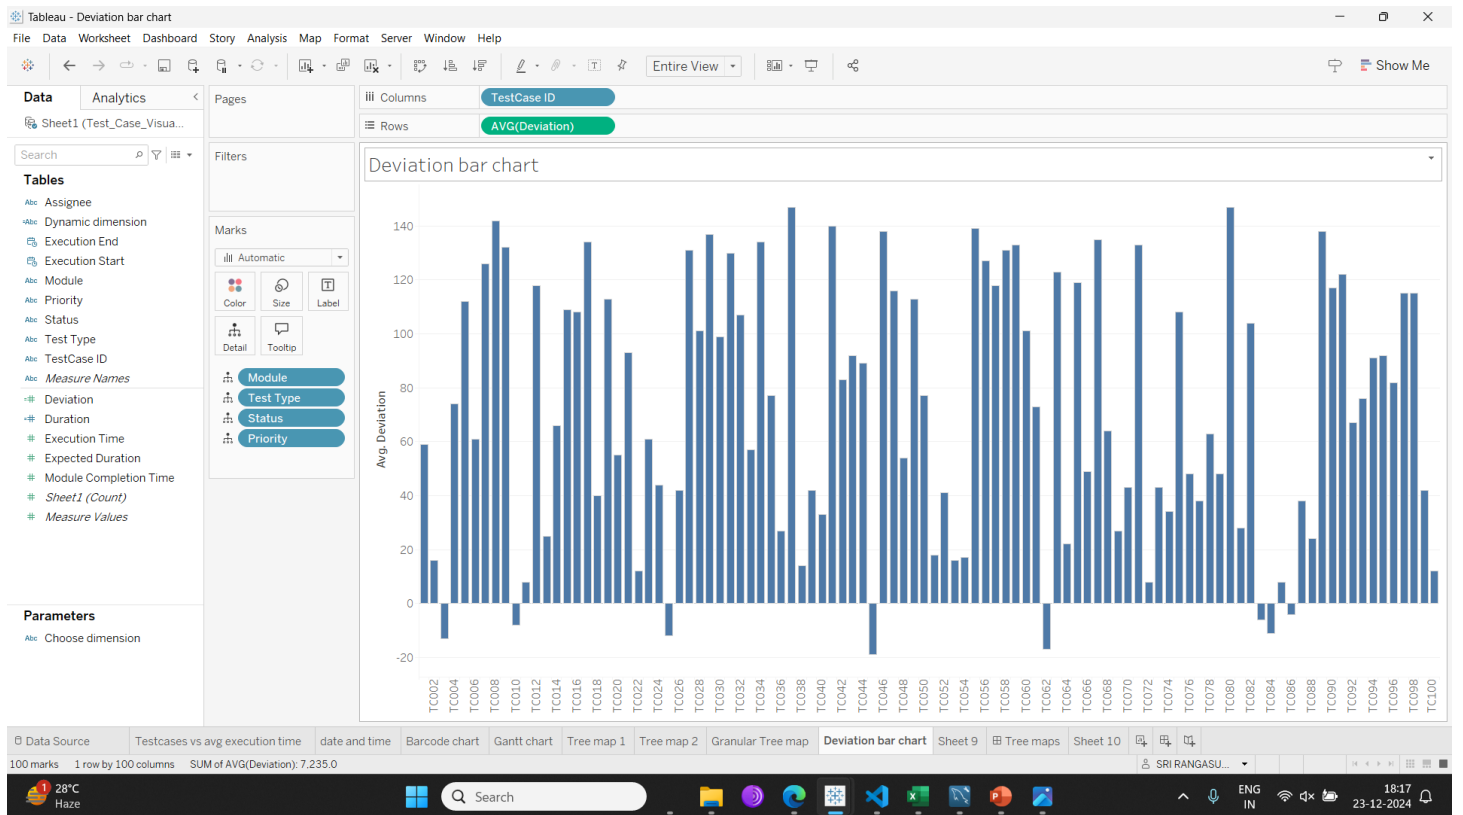 Tableau - Deviation bar chart
File Data Worksheet Dashboard Story Analysis Map Format Server Window Help
Entire View
Show Me
Data Analytics
Sheet1 (Test_Case_Visua...
Search
Tables
Abc Assignee
=Abc Dynamic dimension
Execution End
Execution Start
Abc Module
Abc Priority
Abc Status
Abc Test Type
Abc TestCase ID
Abc Measure Names
=# Deviation
=# Duration
# Execution Time
# Expected Duration
# Module Completion Time
# Sheet1 (Count)
# Measure Values
Parameters
Abc Choose dimension
Pages
Filters
Marks
Automatic
Color Size Label
Detail Tooltip
Module
Test Type
Status
Priority
Columns TestCase ID
Rows AVG(Deviation)
Deviation bar chart
Avg. Deviation
140
120
100
80
60
40
20
0
-20
TC002 TC004 TC006 TC008 TC010 TC012 TC014 TC016 TC018 TC020 TC022 TC024 TC026 TC028 TC030 TC032 TC034 TC036 TC038 TC040 TC042 TC044 TC046 TC048 TC050 TC052 TC054 TC056 TC058 TC060 TC062 TC064 TC066 TC068 TC070 TC072 TC074 TC076 TC078 TC080 TC082 TC084 TC086 TC088 TC090 TC092 TC094 TC096 TC098 TC100
Data Source Testcases vs avg execution time date and time Barcode chart Gantt chart Tree map 1 Tree map 2 Granular Tree map Deviation bar chart Sheet 9 Tree maps Sheet 10
100 marks 1 row by 100 columns SUM of AVG(Deviation): 7,235.0 SRI RANGASU...
1
28°C
Haze
Search
ENG
IN
18:17
23-12-2024